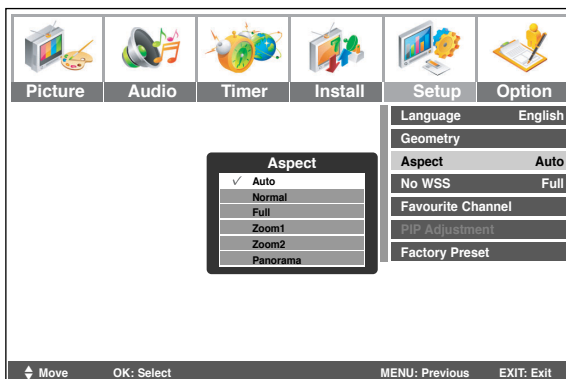 Picture Audio Timer Install Setup Option
Language English
Geometry
Aspect Auto
No WSS Full
Favourite Channel
PIP Adjustment
Factory Preset
Aspect
✓ Auto
Normal
Full
Zoom1
Zoom2
Panorama
Move OK: Select MENU: Previous EXIT: Exit